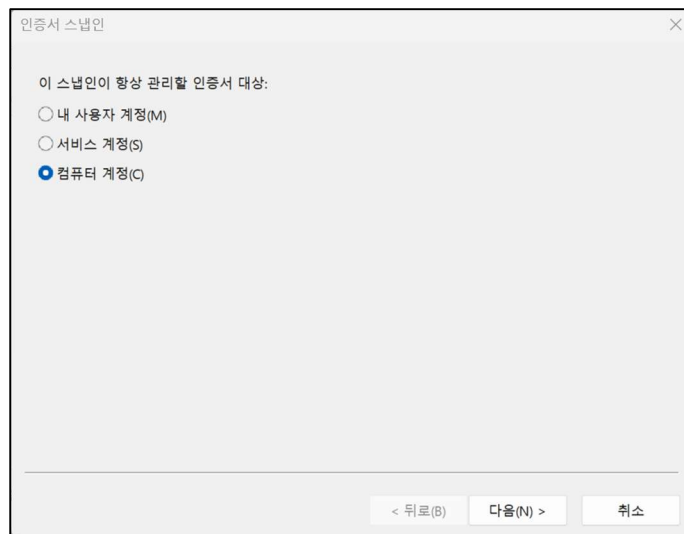 인증서 스냅인
이 스냅인이 항상 관리할 인증서 대상:
내 사용자 계정(M)
서비스 계정(S)
컴퓨터 계정(C)
< 뒤로(B) 다음(N) > 취소